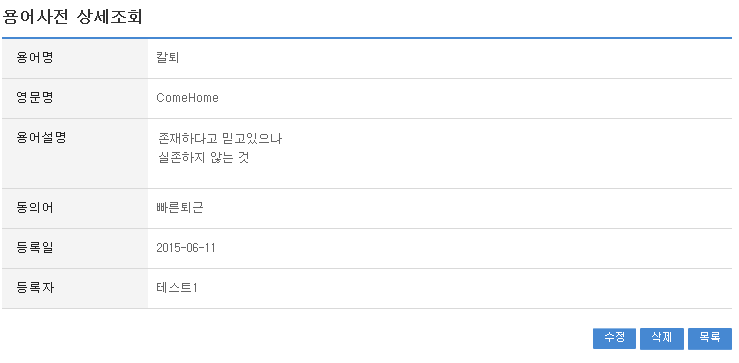 용어사전 상세조회
용어명 칼퇴
영문명 ComeHome
용어설명 존재하다고 믿고있으나
실존하지 않는 것
동의어 빠른퇴근
등록일 2015-06-11
등록자 테스트1
수정 삭제 목록